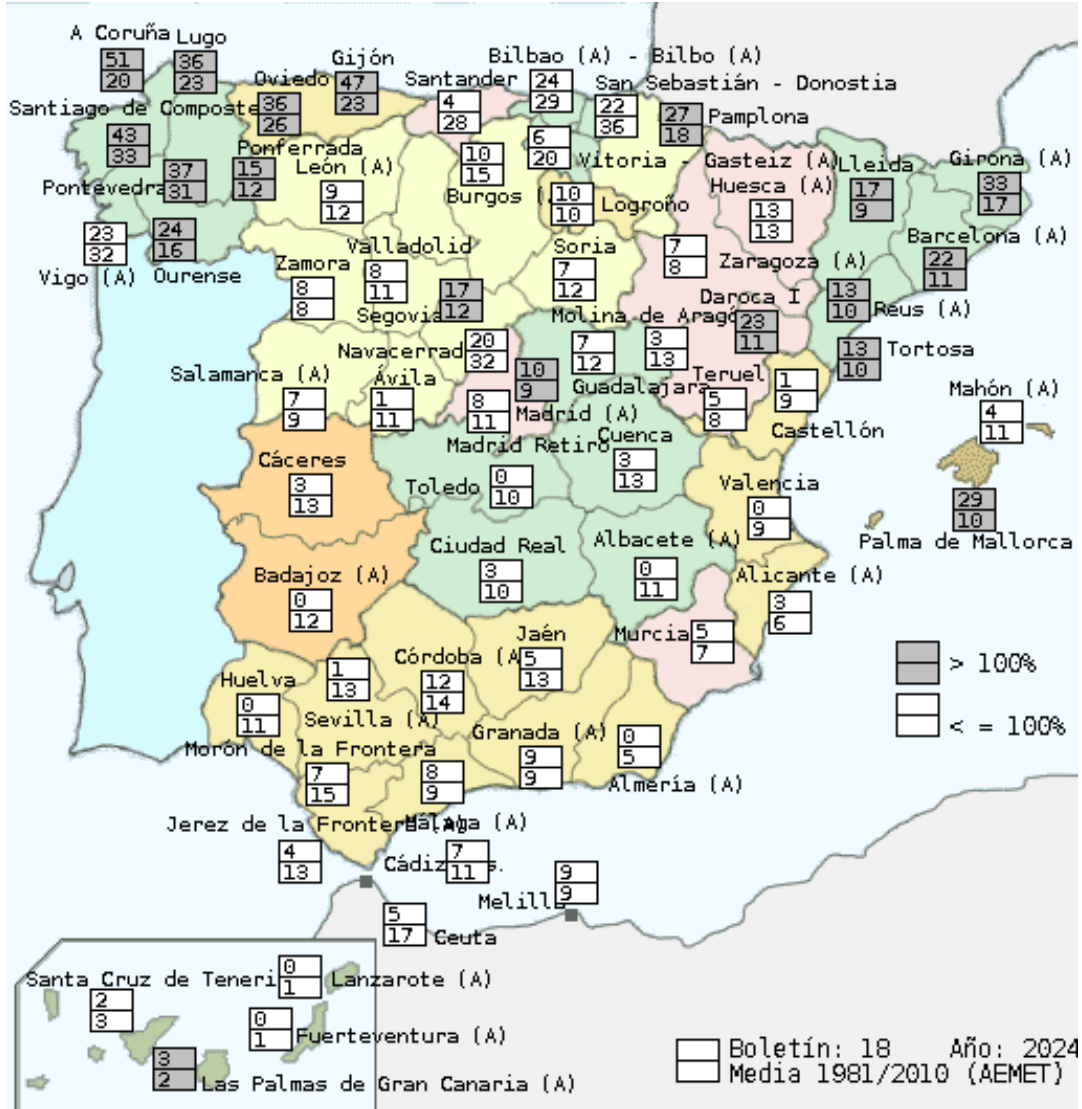 A Coruña
51
20
Lugo
36
23
Gijón
47
23
Oviedo
36
26
Santander
4
28
Bilbao (A) - Bilbo (A)
24
29
San Sebastián - Donostia
22
36
Pamplona
27
18
Santiago de Composte
43
33
Pontevedra
37
31
Ponferrada
15
12
León (A)
9
12
Burgos (
10
15
Vitoria - Gasteiz (A)
6
20
Logroño
10
10
Huesca (A)
13
13
Lleida
17
9
Girona (A)
33
17
Vigo (A)
23
32
Ourense
24
16
Zamora
8
8
Valladolid
8
11
Soria
7
12
Zaragoza (A)
7
8
Barcelona (A)
22
11
Segovia
17
12
Molina de Aragó
3
13
Daroca I
23
11
Reus (A)
13
10
Tortosa
13
10
Salamanca (A)
7
9
Ávila
1
11
Navacerrad
20
32
Madrid (A)
10
9
Madrid Retiro
8
11
Guadalajara
7
12
Teruel
5
8
Castellón
1
9
Mahón (A)
4
11
Palma de Mallorca
29
10
Cáceres
3
13
Toledo
0
10
Cuenca
3
13
Valencia
0
9
Badajoz (A)
0
12
Ciudad Real
3
10
Albacete (A)
0
11
Alicante (A)
3
6
Murcia
5
7
Huelva
0
11
Sevilla (A)
1
13
Córdoba (A
12
14
Jaén
5
13
Granada (A)
9
9
Almería (A)
0
5
Morón de la Frontera
7
15
Málaga (A)
8
9
Jerez de la Frontera (A)
4
13
Cádiz
s.
7
11
Melill
9
9
Ceuta
5
17
> 100%
< = 100%
Santa Cruz de Teneri
2
3
Lanzarote (A)
0
1
Fuerteventura (A)
0
1
Las Palmas de Gran Canaria (A)
3
2
Boletín: 18 Año: 2024
Media 1981/2010 (AEMET)